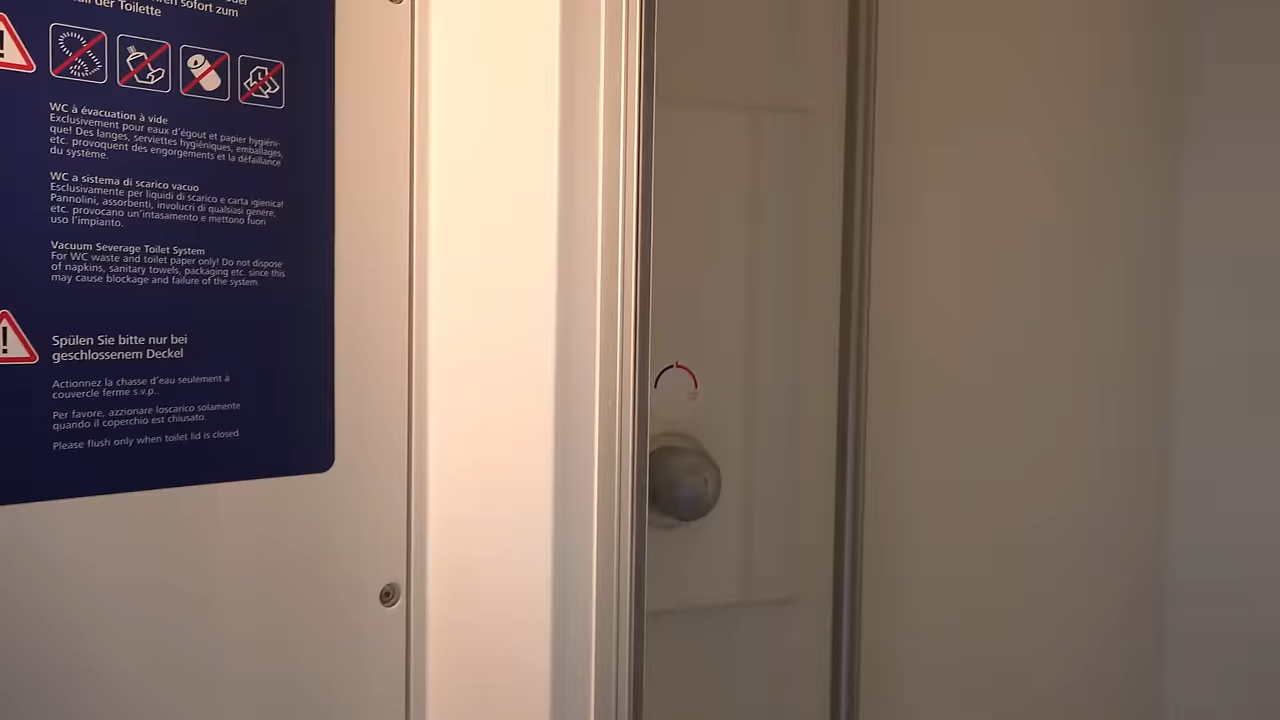 sofort zum
der Toilette
WC à évacuation à vide
Exclusivement pour eaux d'égout et papier hygiéni-
que! Des langes, serviettes hygiéniques, emballages,
etc. provoquent des engorgements et la défaillance
du système.
WC a sistema di scarico vacuo
Esclusivamente per liquidi di scarico e carta igienica!
Pannolini, assorbenti, involucri di qualsiasi genere,
etc. provocano un'intasamento e mettono fuori
uso l'impianto.
Vacuum Severage Toilet System
For WC waste and toilet paper only! Do not dispose
of napkins, sanitary towels, packaging etc. since this
may cause blockage and failure of the system.
Spülen Sie bitte nur bei
geschlossenem Deckel
Actionnez la chasse d'eau seulement à
couvercle ferme s.v.p..
Per favore, azzionare loscarico solamente
quando il coperchio est chiusato.
Please flush only when toilet lid is closed